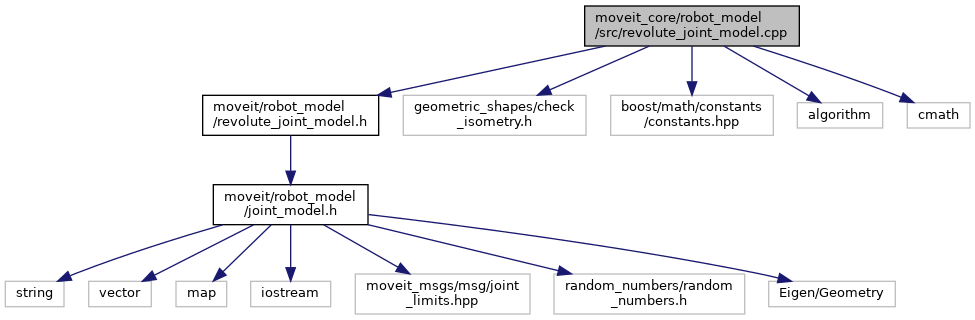 moveit_core/robot_model
/src/revolute_joint_model.cpp
moveit/robot_model
/revolute_joint_model.h
geometric_shapes/check
_isometry.h
boost/math/constants
/constants.hpp
algorithm
cmath
moveit/robot_model
/joint_model.h
string
vector
map
iostream
moveit_msgs/msg/joint
_limits.hpp
random_numbers/random
_numbers.h
Eigen/Geometry